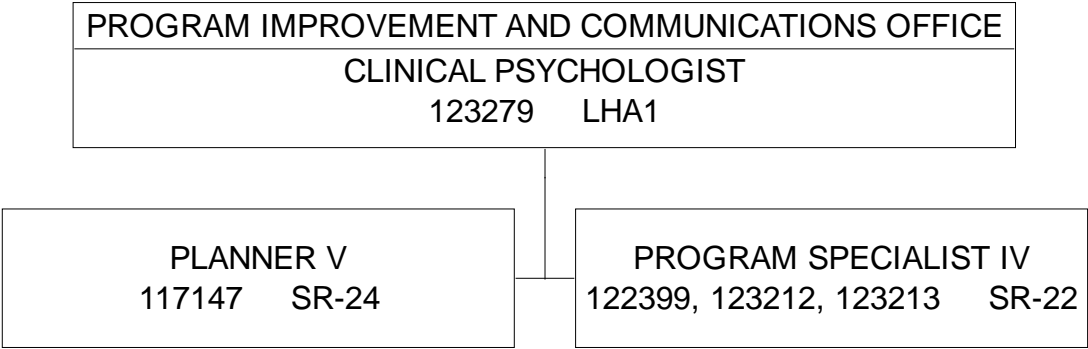 PROGRAM IMPROVEMENT AND COMMUNICATIONS OFFICE
CLINICAL PSYCHOLOGIST
123279 LHA1
PLANNER V
117147 SR-24
PROGRAM SPECIALIST IV
122399, 123212, 123213 SR-22